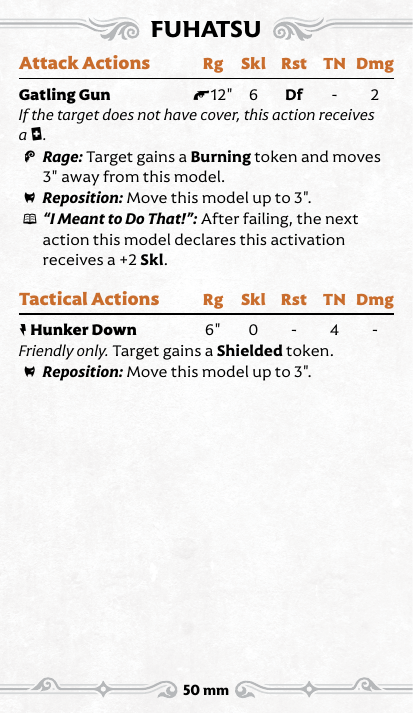 FUHATSU
Attack Actions Rg Skl Rst TN Dmg
Gatling Gun 12" 6 Df - 2
If the target does not have cover, this action receives
a .
Rage: Target gains a Burning token and moves
3" away from this model.
Reposition: Move this model up to 3".
"I Meant to Do That!": After failing, the next
action this model declares this activation
receives a +2 Skl.
Tactical Actions Rg Skl Rst TN Dmg
Hunker Down 6" 0 - 4 -
Friendly only. Target gains a Shielded token.
Reposition: Move this model up to 3".
50 mm